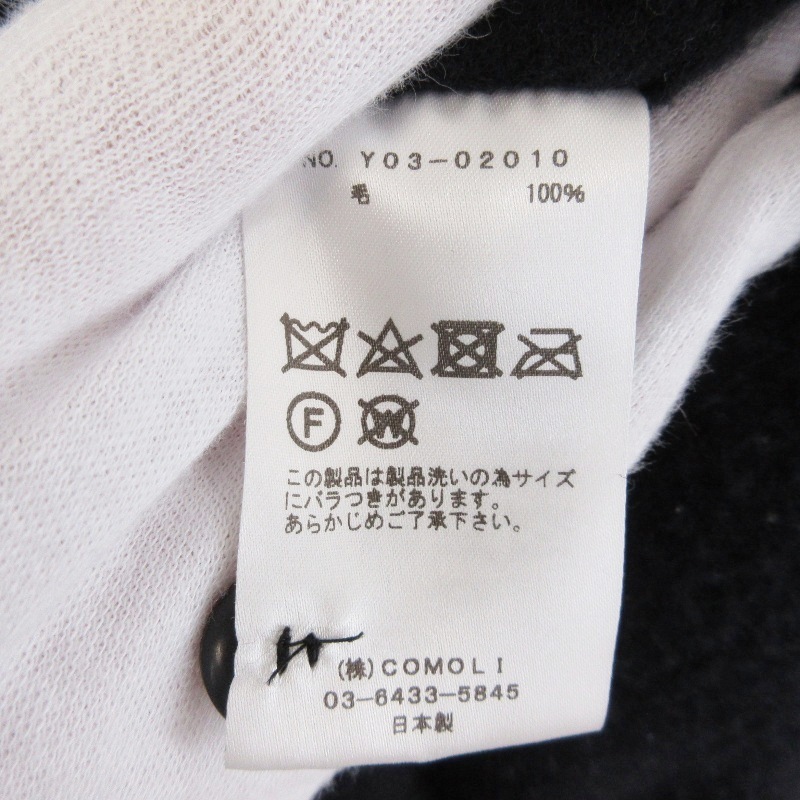 NO. Y03-02010
毛 100%
F W
この製品は製品洗いの為サイズ
にバラつきがあります。
あらかじめご了承下さい。
(株)COMOLI
03-6433-5845
日本製